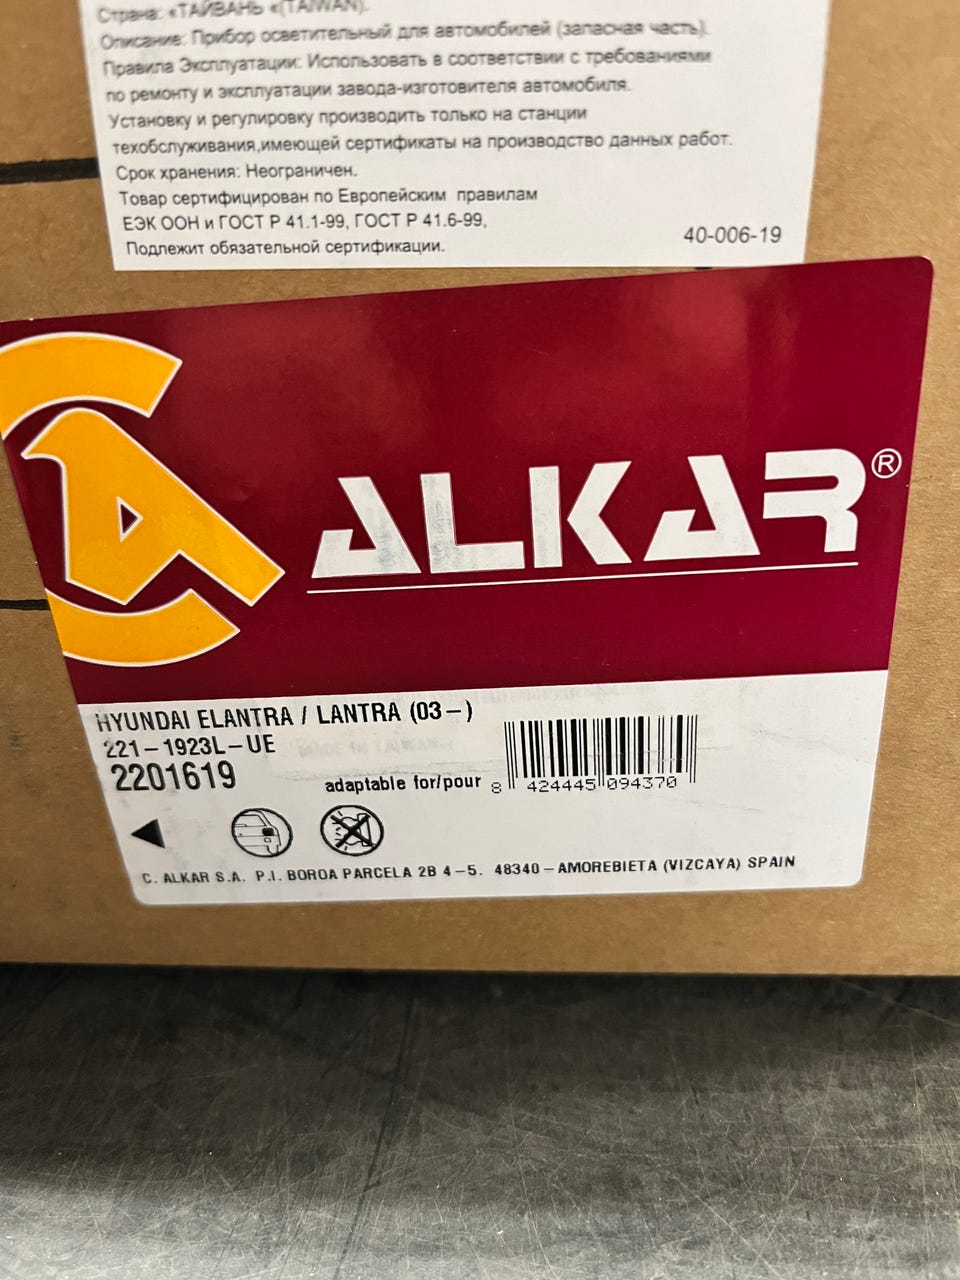 Страна: «ТАЙВАНЬ «(TAIWAN).
Описание: Прибор осветительный для автомобилей (запасная часть).
Правила Эксплуатации: Использовать в соответствии с требованиями
по ремонту и эксплуатации завода-изготовителя автомобиля.
Установку и регулировку производить только на станции
техобслуживания,имеющей сертификаты на производство данных работ.
Срок хранения: Неограничен.
Товар сертифицирован по Европейским правилам
ЕЭК ООН и ГОСТ Р 41.1-99, ГОСТ Р 41.6-99,
Подлежит обязательной сертификации.
40-006-19
ALKAR®
HYUNDAI ELANTRA / LANTRA (03-)
221-1923L-UE
MADE IN TAIWAN
2201619
adaptable for/pour
8 424445 094370
C. ALKAR S.A. P.I. BOROA PARCELA 2B 4-5. 48340-AMOREBIETA (VIZCAYA) SPAIN